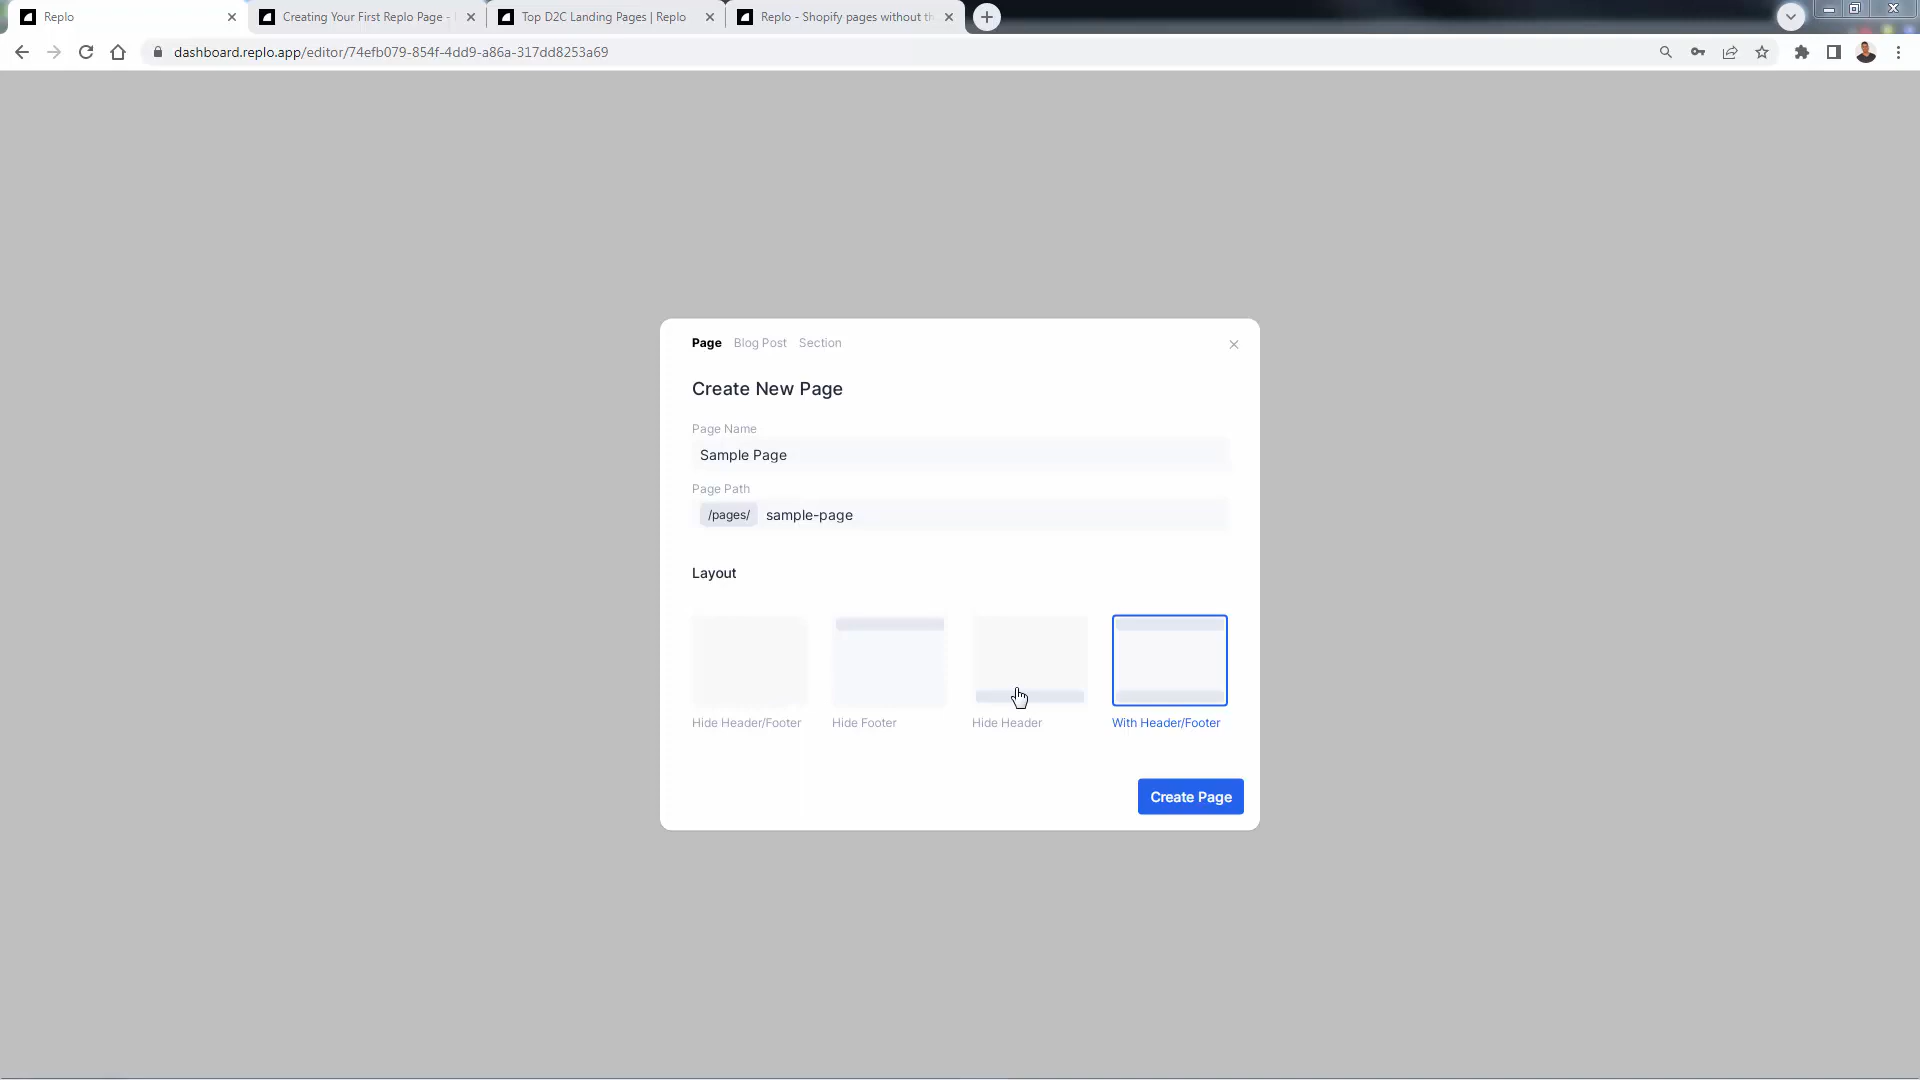 Replo
Creating Your First Replo Page -
Top D2C Landing Pages | Replo
Replo - Shopify pages without th
dashboard.replo.app/editor/74efb079-854f-4dd9-a86a-317dd8253a69
Page Blog Post Section
Create New Page
Page Name
Sample Page
Page Path
/pages/ sample-page
Layout
Hide Header/Footer
Hide Footer
Hide Header
With Header/Footer
Create Page